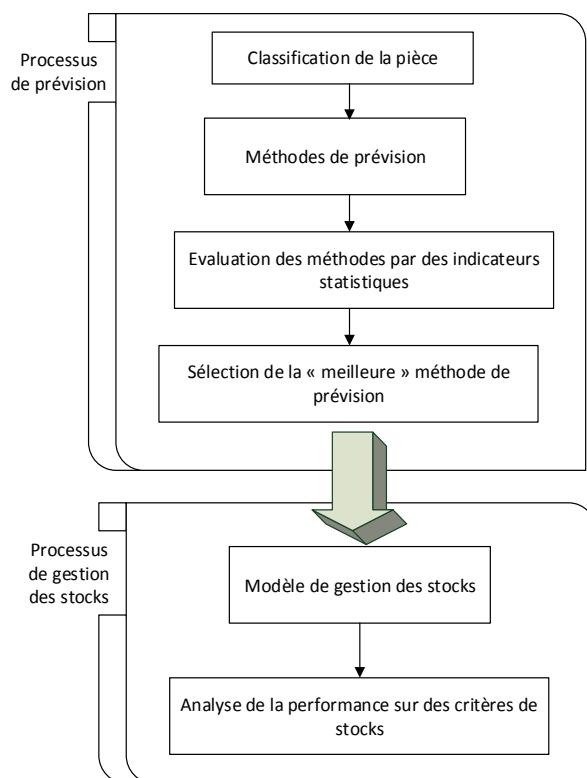 Processus
de prévision
Classification de la pièce
Méthodes de prévision
Evaluation des méthodes par des indicateurs
statistiques
Sélection de la « meilleure » méthode de
prévision
Processus
de gestion
des stocks
Modèle de gestion des stocks
Analyse de la performance sur des critères de
stocks